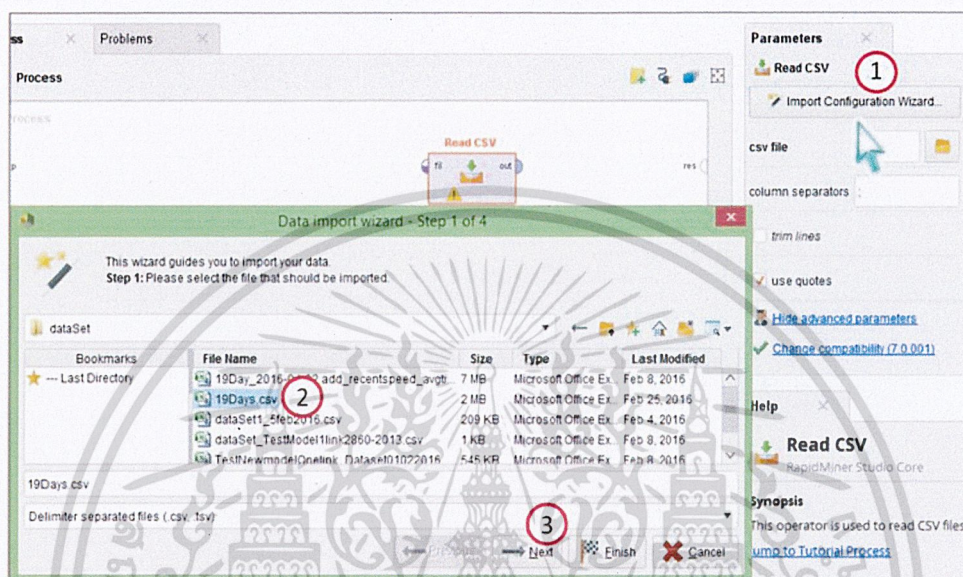 ss
Problems
Process
Process
p
Read CSV
fil
out
res
Parameters
Read CSV
1
Import Configuration Wizard...
csv file
column separators
;
trim lines
use quotes
Hide advanced parameters
Change compatibility (7.0.001)
Help
Read CSV
RapidMiner Studio Core
Synopsis
This operator is used to read CSV files
Jump to Tutorial Process
Data import wizard - Step 1 of 4
This wizard guides you to import your data.
Step 1: Please select the file that should be imported.
dataSet
Bookmarks
--- Last Directory
File Name Size Type Last Modified
add_recentspeed_avgtr... 7 MB Microsoft Office Ex... Feb 8, 2016
19Days.csv 2 MB Microsoft Office Ex... Feb 25, 2016
2
dataSet1_5feb2016.csv 209 KB Microsoft Office Ex... Feb 4, 2016
dataSet_TestModel1link2860-2013.csv 1 KB Microsoft Office Ex... Feb 8, 2016
TestNewmodelOnelink_Dataset01022016 545 KB Microsoft Office Ex... Feb 8, 2016
19Days.csv
Delimiter separated files (.csv, .tsv)
3
Previous
Next
Finish
Cancel